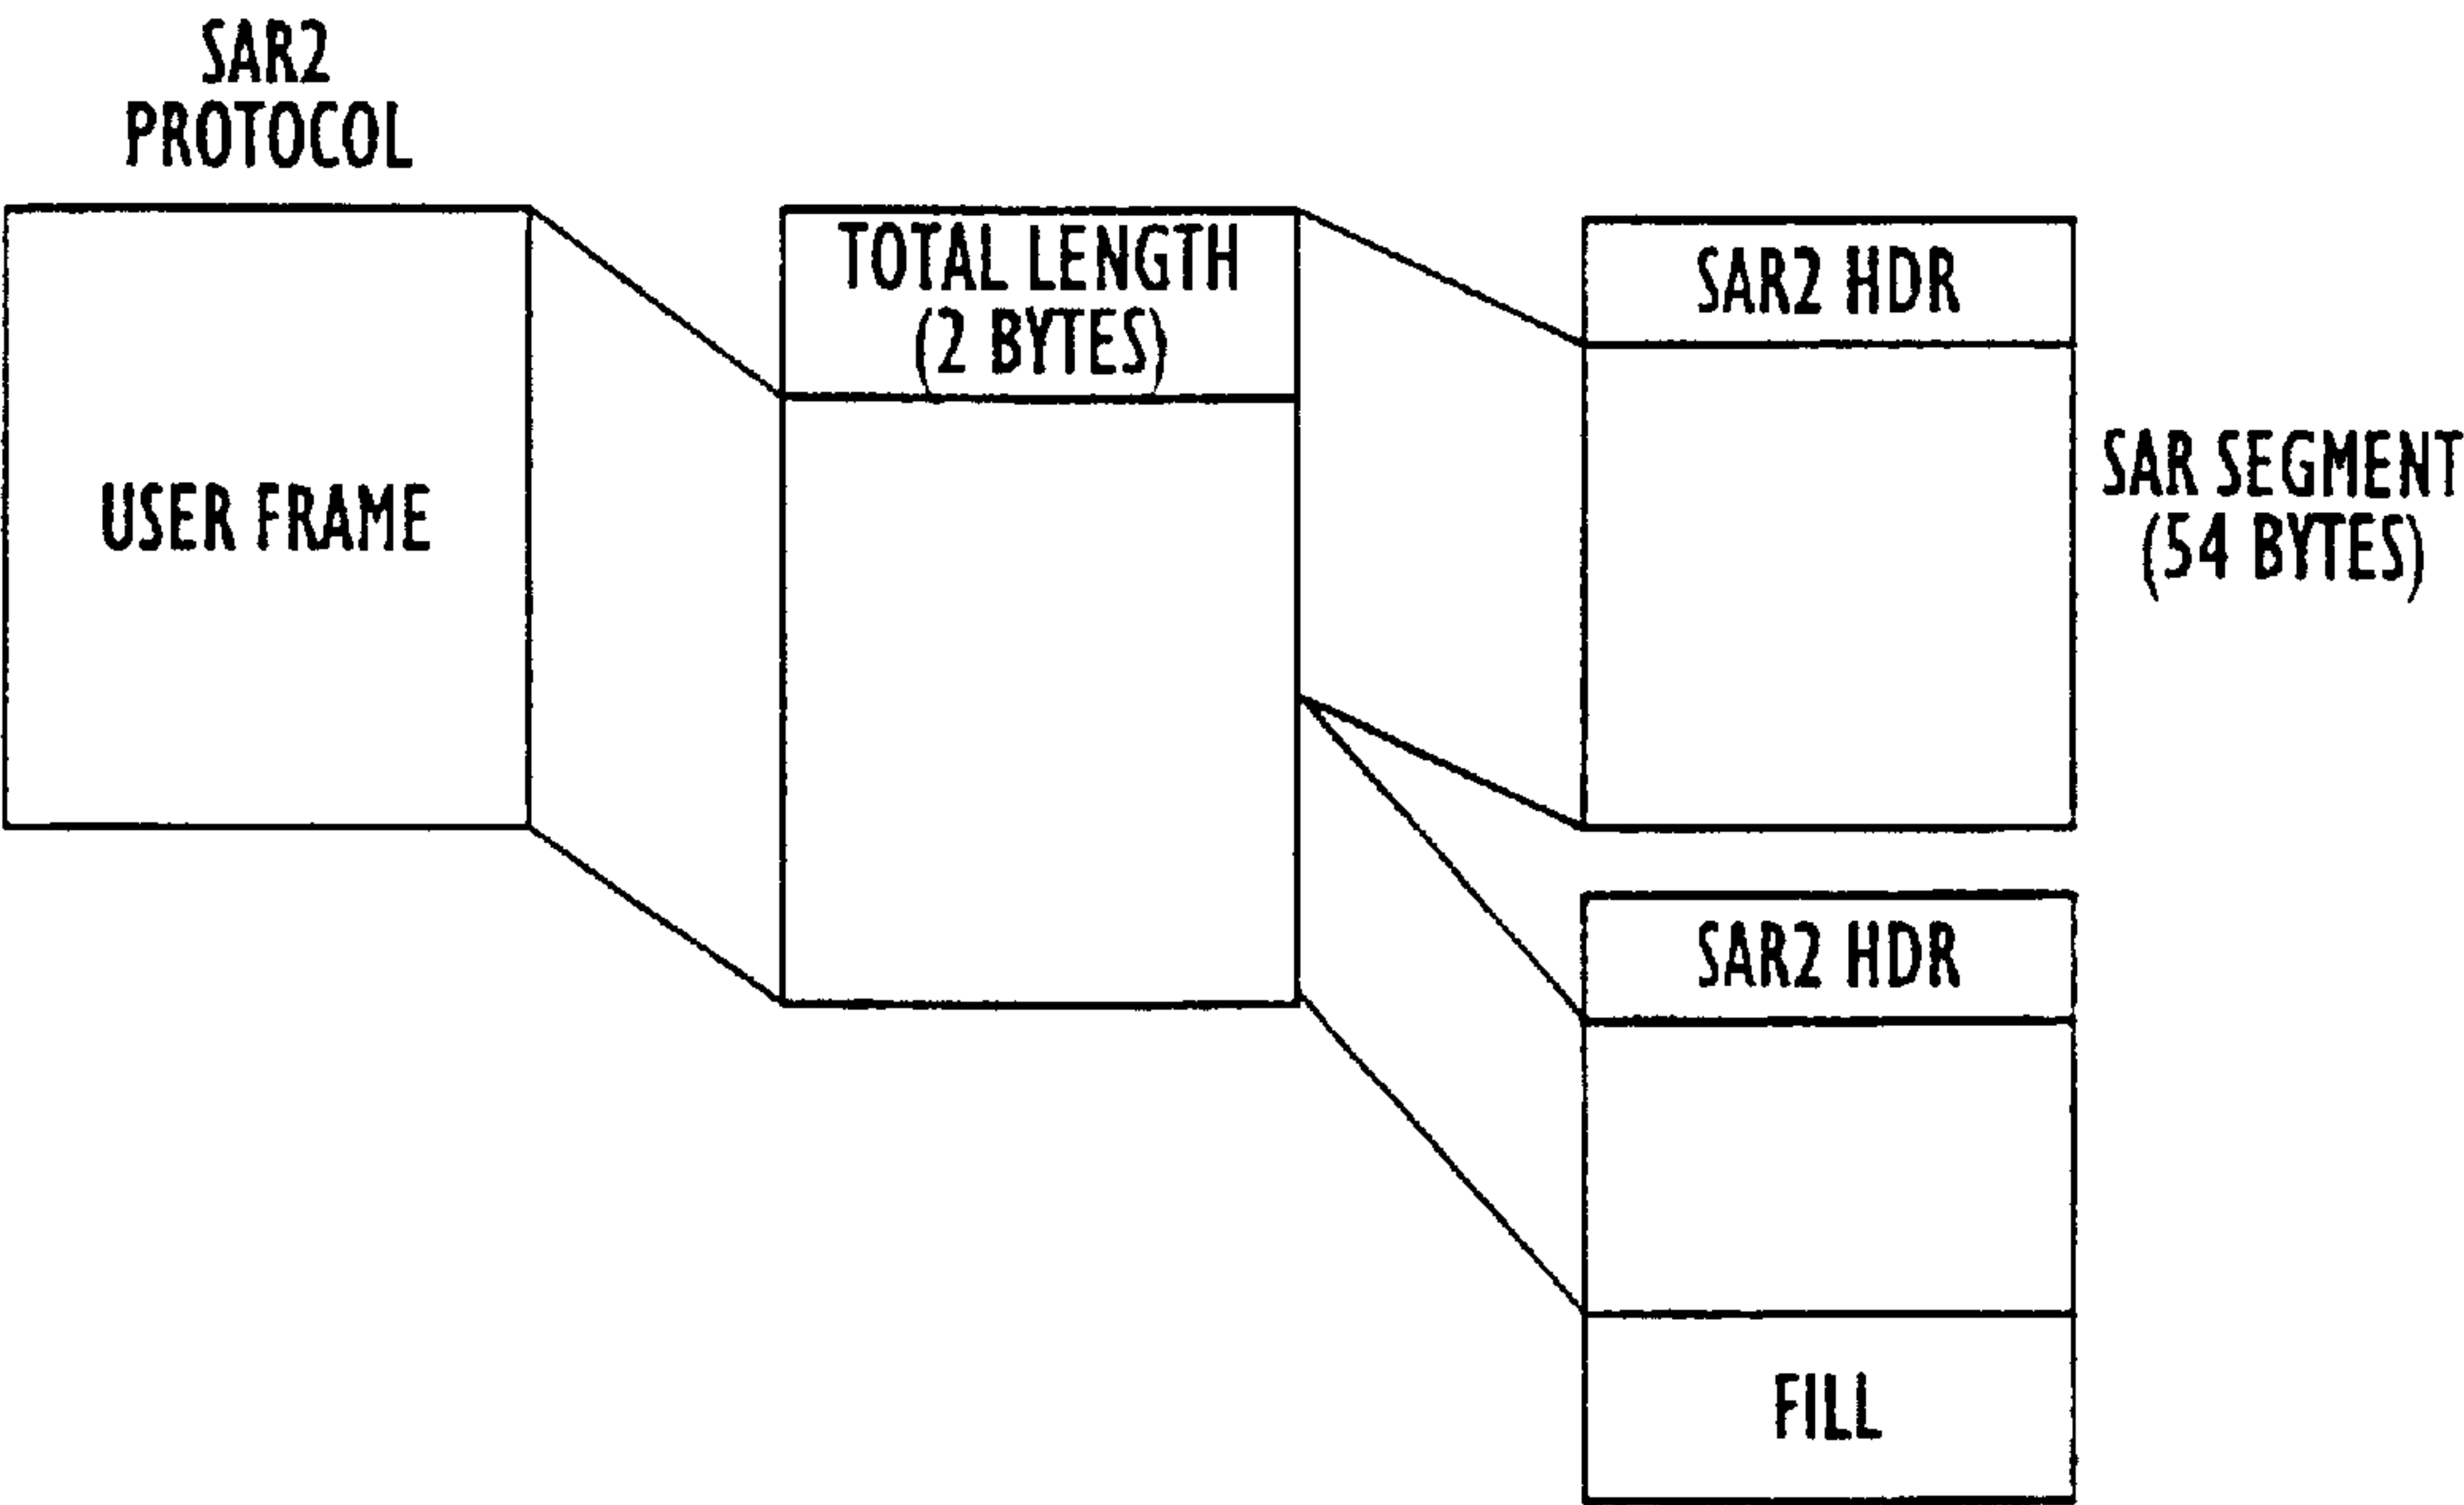 SAR2
PROTOCOL
USER FRAME
TOTAL LENGTH
(2 BYTES)
SAR2 HDR
SAR SEGMENT
(54 BYTES)
SAR2 HDR
FILL